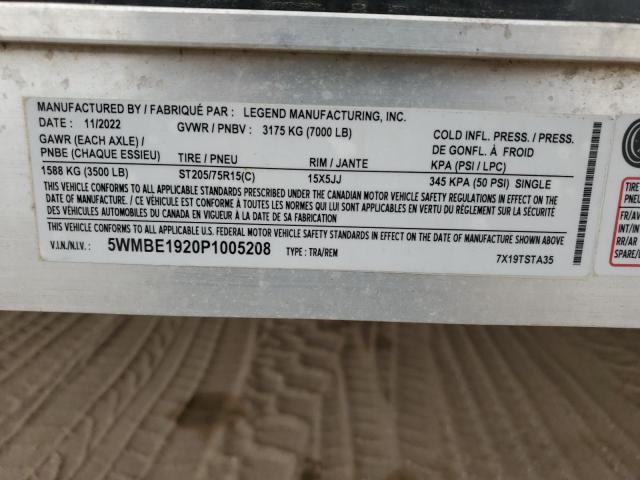 MANUFACTURED BY / FABRIQUÉ PAR : LEGEND MANUFACTURING, INC.
DATE : 11/2022 GVWR / PNBV : 3175 KG (7000 LB)
GAWR (EACH AXLE) / COLD INFL. PRESS. / PRESS.
PNBE (CHAQUE ESSIEU) TIRE / PNEU RIM / JANTE DE GONFL. À FROID
KPA (PSI / LPC)
1588 KG (3500 LB) ST205/75R15(C) 15X5JJ 345 KPA (50 PSI) SINGLE
THIS VEHICLE CONFORMS TO ALL APPLICABLE STANDARDS PRESCRIBED UNDER THE CANADIAN MOTOR VEHICLE SAFETY REGULATIONS IN EFFECT ON THE
DATE OF MANUFACTURE. / CE VÉHICULE EST CONFORME À TOUTES LES NORMES QUI LUI SONT APPLICABLES EN VERTU DU RÈGLEMENT SUR LA
SÉCURITÉ DES VÉHICULES AUTOMOBILES DU CANADA EN VIGUEUR À LA DATE DE SA FABRICATION.
THIS VEHICLE CONFORMS TO ALL APPLICABLE U.S. FEDERAL MOTOR VEHICLE SAFETY STANDARDS IN EFFECT ON THE DATE OF MANUFACTURE SHOWN ABOVE
V.I.N./N.I.V.: 5WMBE1920P1005208 TYPE: TRA/REM 7X19TSTA35
TI
PNEU
FR/AV
INT/IN
RR/AR
SPARE/